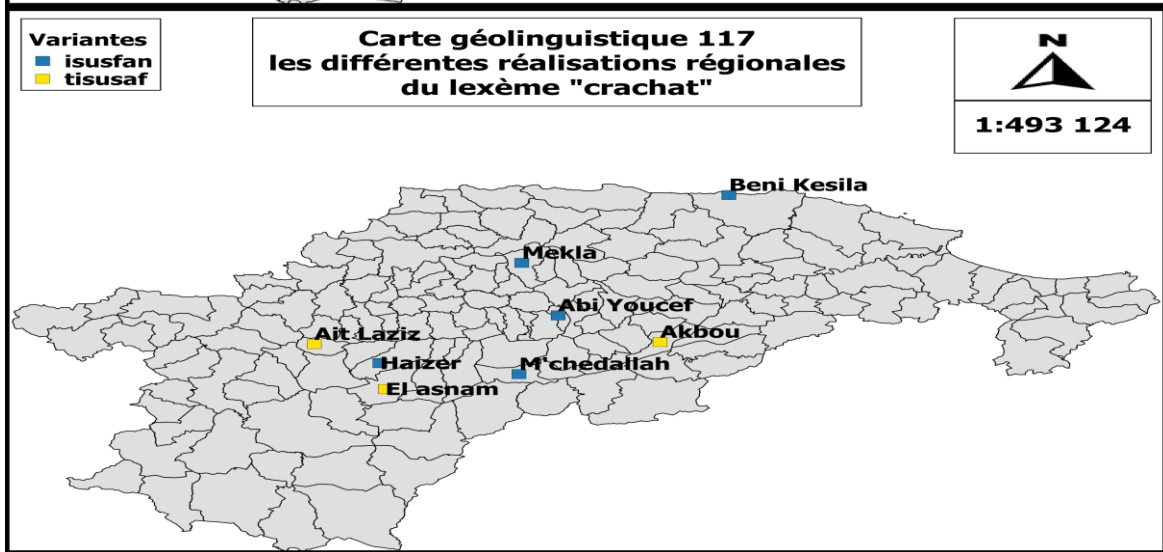 Variantes
isusfan
tisusaf
Carte géolinguistique 117
les différentes réalisations régionales
du lexème "crachat"
N
1:493 124
Beni Kesila
Mekla
Abi Youcef
Ait Laziz
Akbou
Haizer
M'chedallah
El asnam